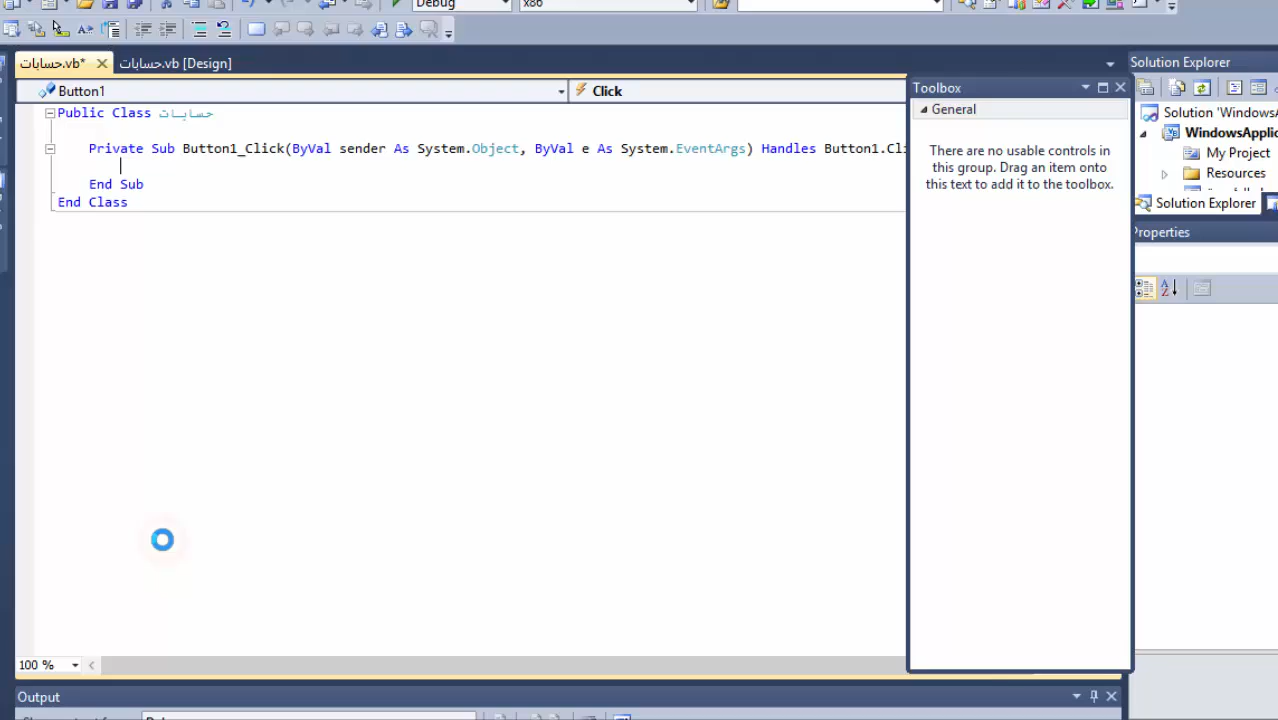 Debug
x86
حسابات.vb*
حسابات.vb [Design]
Button1
Click
Public Class حسابات
Private Sub Button1_Click(ByVal sender As System.Object, ByVal e As System.EventArgs) Handles Button1.Cli
End Sub
End Class
100 %
Output
Toolbox
General
There are no usable controls in
this group. Drag an item onto
this text to add it to the toolbox.
Solution Explorer
Solution 'WindowsA
WindowsApplic
My Project
Resources
Solution Explorer
Properties